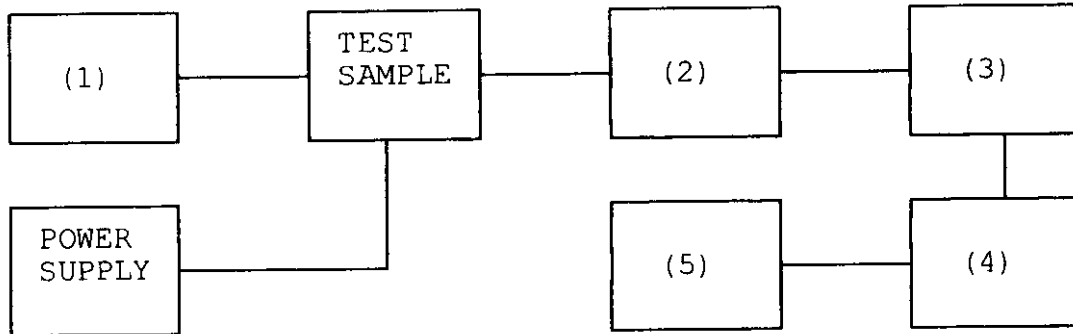 (1)
TEST
SAMPLE
(2)
(3)
POWER
SUPPLY
(5)
(4)